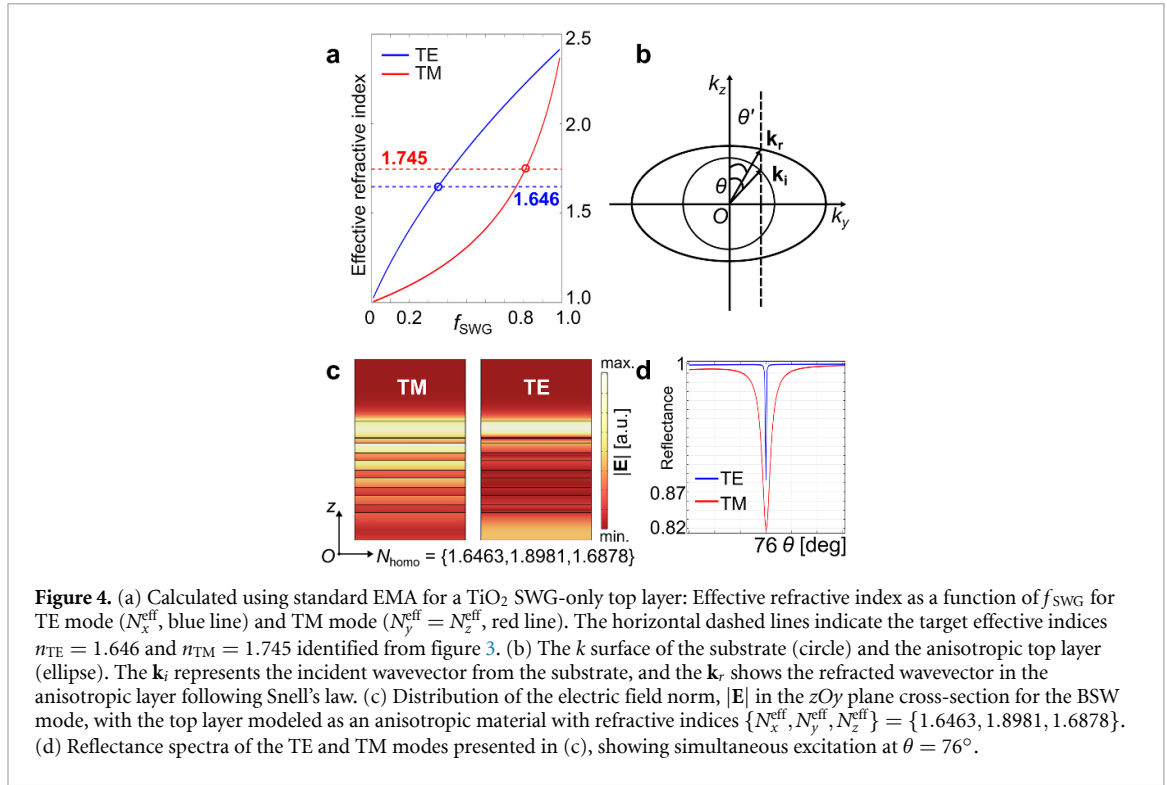 a
TE
TM
Effective refractive index
2.5
2.0
1.5
1.0
1.745
1.646
0 0.2 0.8 1.0
f_SWG
b
k_z
θ'
k_r
θ
k_i
O
k_y
c
TM TE
max.
|E| [a.u.]
min.
z
O
N_homo = {1.6463,1.8981,1.6878}
d
1
Reflectance
TE
TM
0.87
0.82
76 θ [deg]
Figure 4. (a) Calculated using standard EMA for a TiO₂ SWG-only top layer: Effective refractive index as a function of f_SWG for
TE mode (N_x^eff, blue line) and TM mode (N_y^eff = N_z^eff, red line). The horizontal dashed lines indicate the target effective indices
n_TE = 1.646 and n_TM = 1.745 identified from figure 3. (b) The k surface of the substrate (circle) and the anisotropic top layer
(ellipse). The k_i represents the incident wavevector from the substrate, and the k_r shows the refracted wavevector in the
anisotropic layer following Snell's law. (c) Distribution of the electric field norm, |E| in the zOy plane cross-section for the BSW
mode, with the top layer modeled as an anisotropic material with refractive indices {N_x^eff, N_y^eff, N_z^eff} = {1.6463,1.8981,1.6878}.
(d) Reflectance spectra of the TE and TM modes presented in (c), showing simultaneous excitation at θ = 76°.